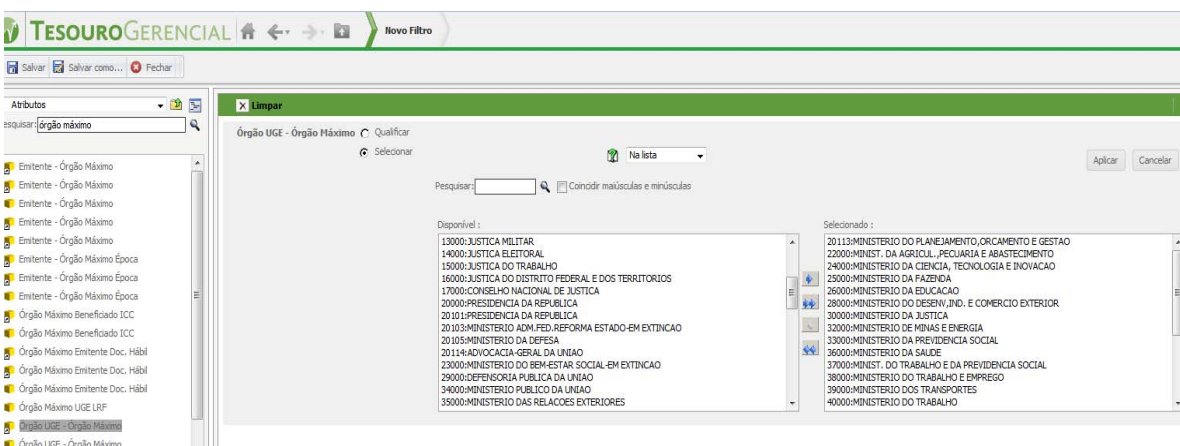 TESOUROGERENCIAL Novo Filtro
Salvar Salvar como... Fechar
Atributos
esquisar: órgão máximo
Emitente - Órgão Máximo
Emitente - Órgão Máximo
Emitente - Órgão Máximo
Emitente - Órgão Máximo
Emitente - Órgão Máximo
Emitente - Órgão Máximo Época
Emitente - Órgão Máximo Época
Emitente - Órgão Máximo Época
Órgão Máximo Beneficiado ICC
Órgão Máximo Beneficiado ICC
Órgão Máximo Emitente Doc. Hábil
Órgão Máximo Emitente Doc. Hábil
Órgão Máximo Emitente Doc. Hábil
Órgão Máximo UGE LRF
Órgão UGE - Órgão Máximo
Órgão UGE - Órgão Máximo
Limpar
Órgão UGE - Órgão Máximo Qualificar
Selecionar Na lista
Aplicar Cancelar
Pesquisar: Coincidir maiúsculas e minúsculas
Disponível :
13000:JUSTICA MILITAR
14000:JUSTICA ELEITORAL
15000:JUSTICA DO TRABALHO
16000:JUSTICA DO DISTRITO FEDERAL E DOS TERRITORIOS
17000:CONSELHO NACIONAL DE JUSTICA
20000:PRESIDENCIA DA REPUBLICA
20101:PRESIDENCIA DA REPUBLICA
20103:MINISTERIO ADM.FED.REFORMA ESTADO-EM EXTINCAO
20105:MINISTERIO DA DEFESA
20114:ADVOCACIA-GERAL DA UNIAO
23000:MINISTERIO DO BEM-ESTAR SOCIAL-EM EXTINCAO
29000:DEFENSORIA PUBLICA DA UNIAO
34000:MINISTERIO PUBLICO DA UNIAO
35000:MINISTERIO DAS RELACOES EXTERIORES
Selecionado :
20113:MINISTERIO DO PLANEJAMENTO,ORCAMENTO E GESTAO
22000:MINIST. DA AGRICUL.,PECUARIA E ABASTECIMENTO
24000:MINISTERIO DA CIENCIA, TECNOLOGIA E INOVACAO
25000:MINISTERIO DA FAZENDA
26000:MINISTERIO DA EDUCACAO
28000:MINISTERIO DO DESENV,IND. E COMERCIO EXTERIOR
30000:MINISTERIO DA JUSTICA
32000:MINISTERIO DE MINAS E ENERGIA
33000:MINISTERIO DA PREVIDENCIA SOCIAL
36000:MINISTERIO DA SAUDE
37000:MINIST. DO TRABALHO E DA PREVIDENCIA SOCIAL
38000:MINISTERIO DO TRABALHO E EMPREGO
39000:MINISTERIO DOS TRANSPORTES
40000:MINISTERIO DO TRABALHO